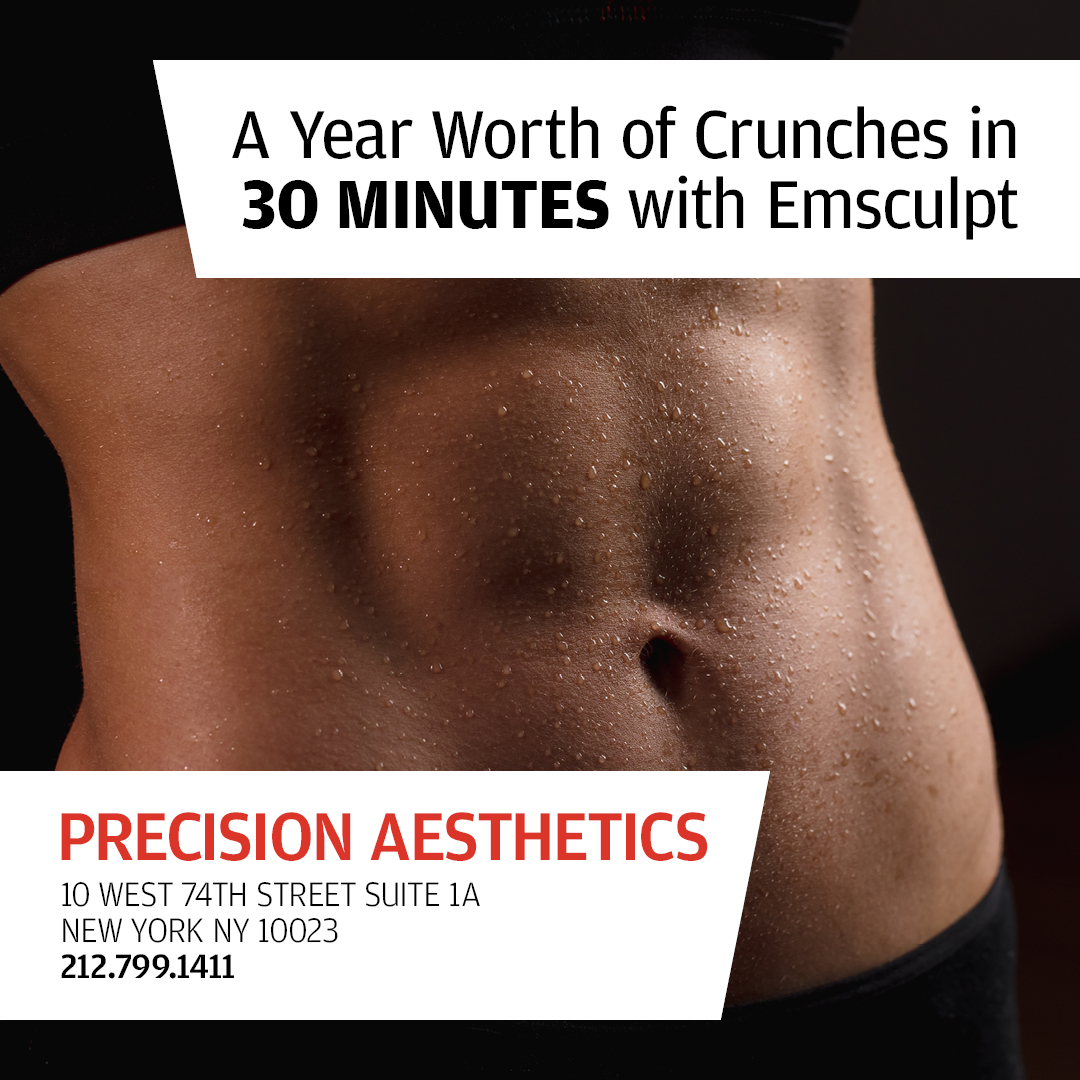 A Year Worth of Crunches in
30 MINUTES with Emsculpt
PRECISION AESTHETICS
10 WEST 74TH STREET SUITE 1A
NEW YORK NY 10023
212.799.1411